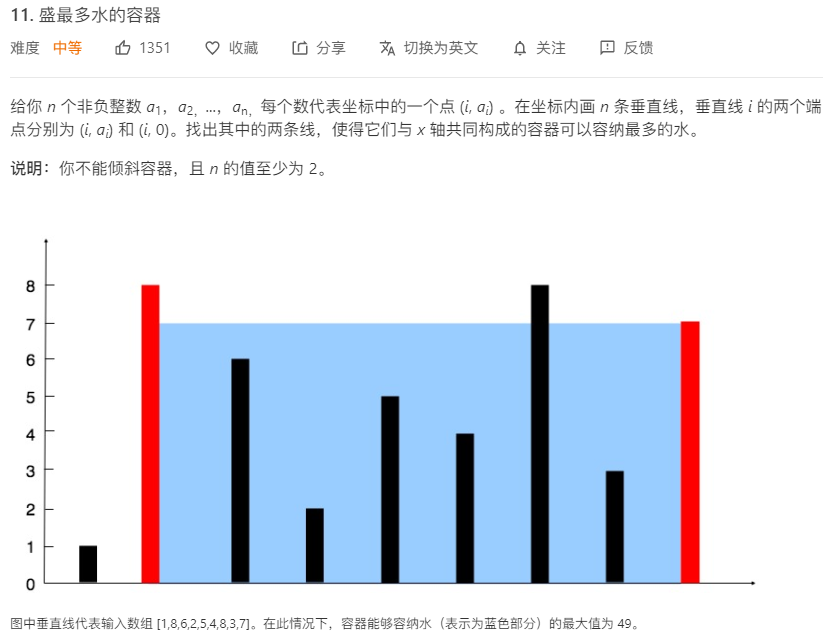 11. 盛最多水的容器
难度 中等 1351 收藏 分享 切换为英文 关注 反馈
给你 n 个非负整数 a1，a2，...，an，每个数代表坐标中的一个点 (i, ai) 。在坐标内画 n 条垂直线，垂直线 i 的两个端
点分别为 (i, ai) 和 (i, 0)。找出其中的两条线，使得它们与 x 轴共同构成的容器可以容纳最多的水。
说明：你不能倾斜容器，且 n 的值至少为 2。
8
7
6
5
4
3
2
1
0
图中垂直线代表输入数组 [1,8,6,2,5,4,8,3,7]。在此情况下，容器能够容纳水（表示为蓝色部分）的最大值为 49。